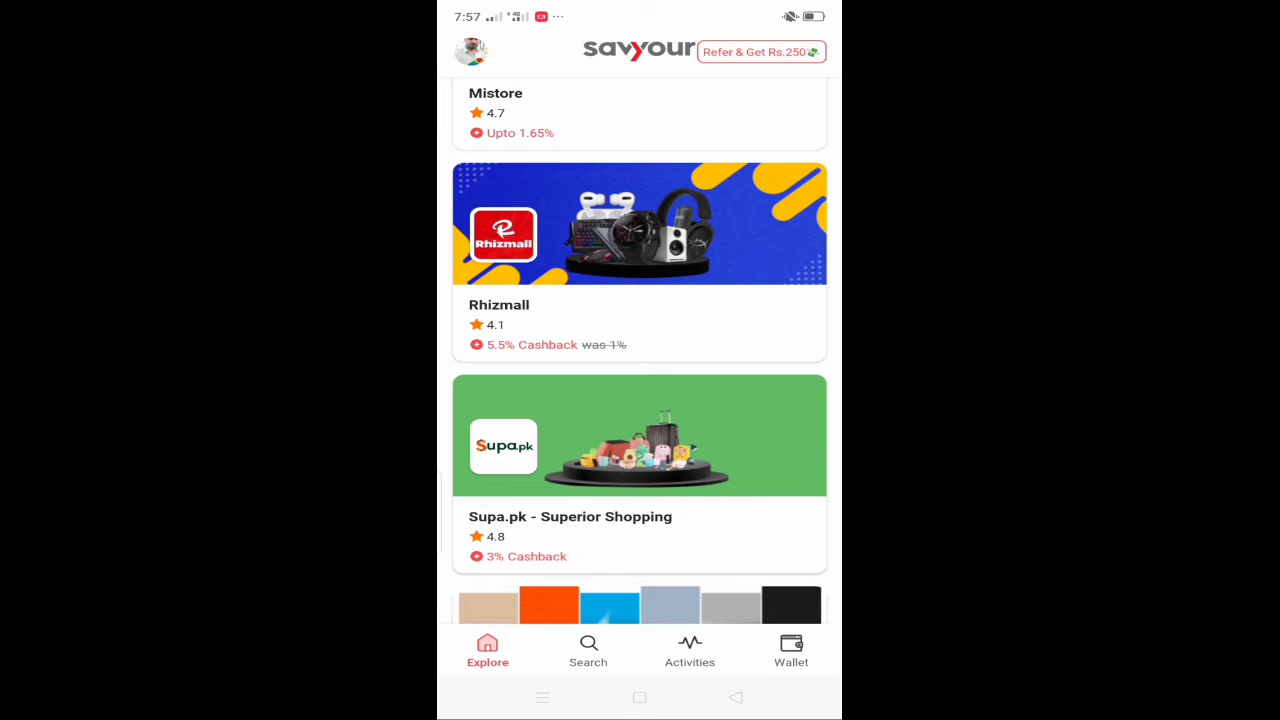 7:57
savyour
Refer & Get Rs.250
Mistore
4.7
Upto 1.65%
Rhizmall
Rhizmall
4.1
5.5% Cashback was 1%
Supa.pk
Supa.pk - Superior Shopping
4.8
3% Cashback
Explore
Search
Activities
Wallet